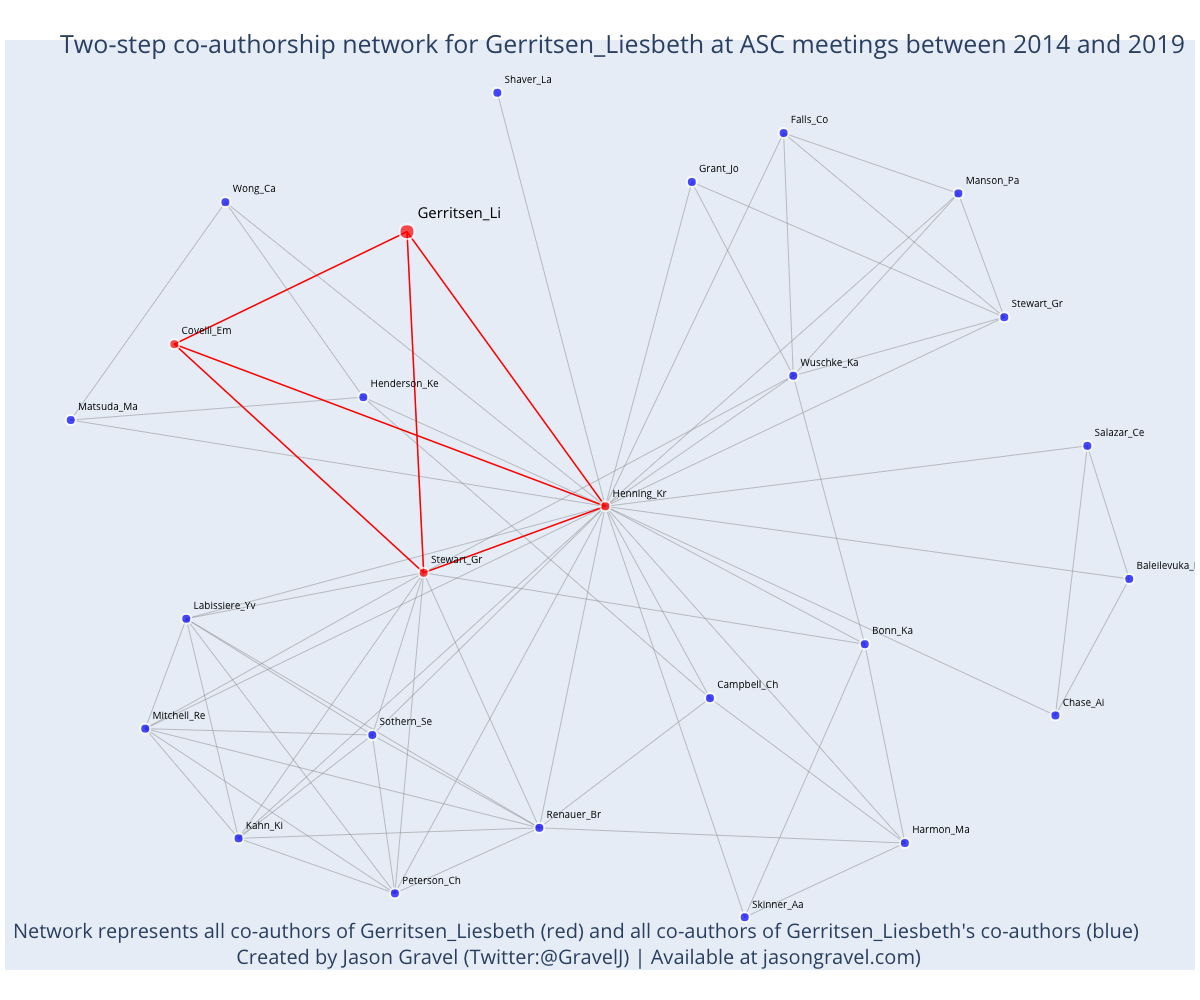 Two-step co-authorship network for Gerritsen_Liesbeth at ASC meetings between 2014 and 2019
Shaver_La
Falls_Co
Grant_Jo
Manson_Pa
Wong_Ca
Gerritsen_Li
Stewart_Gr
Covelli_Em
Wuschke_Ka
Henderson_Ke
Matsuda_Ma
Salazar_Ce
Henning_Kr
Stewart_Gr
Baleilevuka_
Labissiere_Yv
Bonn_Ka
Campbell_Ch
Chase_Ai
Mitchell_Re
Sothern_Se
Renauer_Br
Kahn_Ki
Harmon_Ma
Peterson_Ch
Skinner_Aa
Network represents all co-authors of Gerritsen_Liesbeth (red) and all co-authors of Gerritsen_Liesbeth's co-authors (blue)
Created by Jason Gravel (Twitter:@GravelJ) | Available at jasongravel.com)